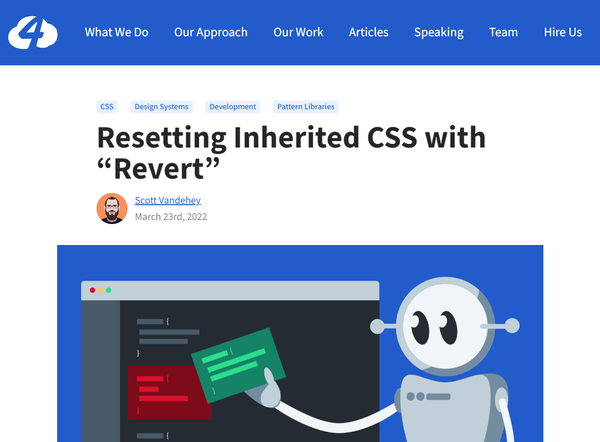 4
What We Do Our Approach Our Work Articles Speaking Team Hire Us
CSS Design Systems Development Pattern Libraries
Resetting Inherited CSS with
“Revert”
Scott Vandehey
March 23rd, 2022
{
}
{
}
{
{